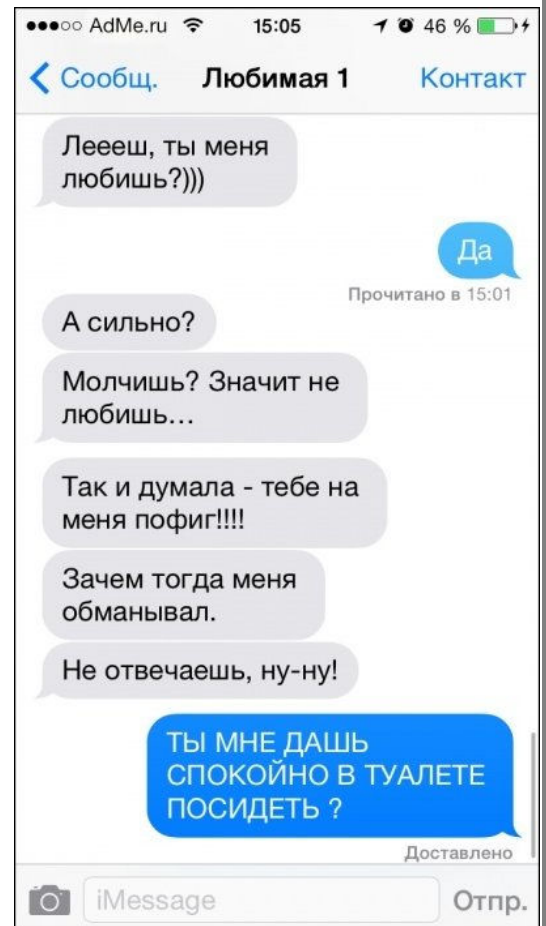 AdMe.ru 15:05 46 %
Сообщ. Любимая 1 Контакт
Леееш, ты меня
любишь?)))
Да
Прочитано в 15:01
А сильно?
Молчишь? Значит не
любишь...
Так и думала - тебе на
меня пофиг!!!!
Зачем тогда меня
обманывал.
Не отвечаешь, ну-ну!
ТЫ МНЕ ДАШЬ
СПОКОЙНО В ТУАЛЕТЕ
ПОСИДЕТЬ ?
Доставлено
iMessage Отпр.